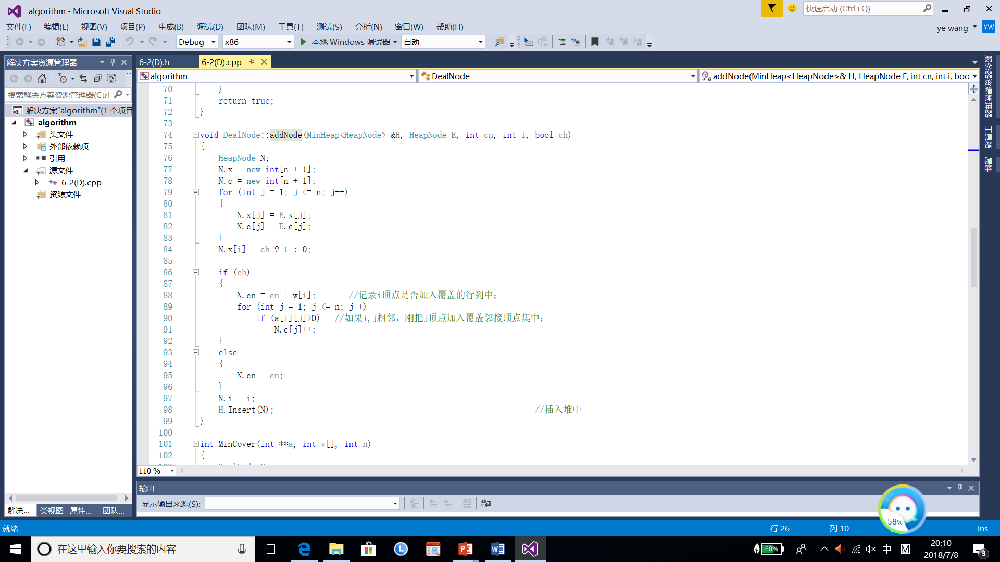 algorithm - Microsoft Visual Studio
快速启动 (Ctrl+Q)
文件(F) 编辑(E) 视图(V) 项目(P) 生成(B) 调试(D) 团队(M) 工具(T) 测试(S) 分析(N) 窗口(W) 帮助(H)
ye wang YW
Debug x86 本地 Windows 调试器 自动
解决方案资源管理器
搜索解决方案资源管理器(Ctrl
解决方案"algorithm"(1 个项目
algorithm
头文件
外部依赖项
引用
源文件
6-2(D).cpp
资源文件
解决... 类视图 属性... 团队...
6-2(D).h 6-2(D).cpp
algorithm DealNode addNode(MinHeap<HeapNode>& H, HeapNode E, int cn, int i, boo
70 }
71 return true;
72 }
73
74 void DealNode::addNode(MinHeap<HeapNode> &H, HeapNode E, int cn, int i, bool ch)
75 {
76 HeapNode N;
77 N.x = new int[n + 1];
78 N.c = new int[n + 1];
79 for (int j = 1; j <= n; j++)
80 {
81 N.x[j] = E.x[j];
82 N.c[j] = E.c[j];
83 }
84 N.x[i] = ch ? 1 : 0;
85
86 if (ch)
87 {
88 N.cn = cn + w[i]; //记录i顶点是否加入覆盖的行列中;
89 for (int j = 1; j <= n; j++)
90 if (a[i][j]>0) //如果i,j相邻，刚把j顶点加入覆盖邻接顶点集中;
91 N.c[j]++;
92 }
93 else
94 {
95 N.cn = cn;
96 }
97 N.i = i;
98 H.Insert(N); //插入堆中
99 }
100
101 int MinCover(int **a, int v[], int n)
102 {
110 %
输出
显示输出来源(S):
服务器资源管理器
工具箱
属性
58%
就绪 行 26 列 10 Ins
在这里输入你要搜索的内容
60% 中 M
20:10
2018/7/8
3